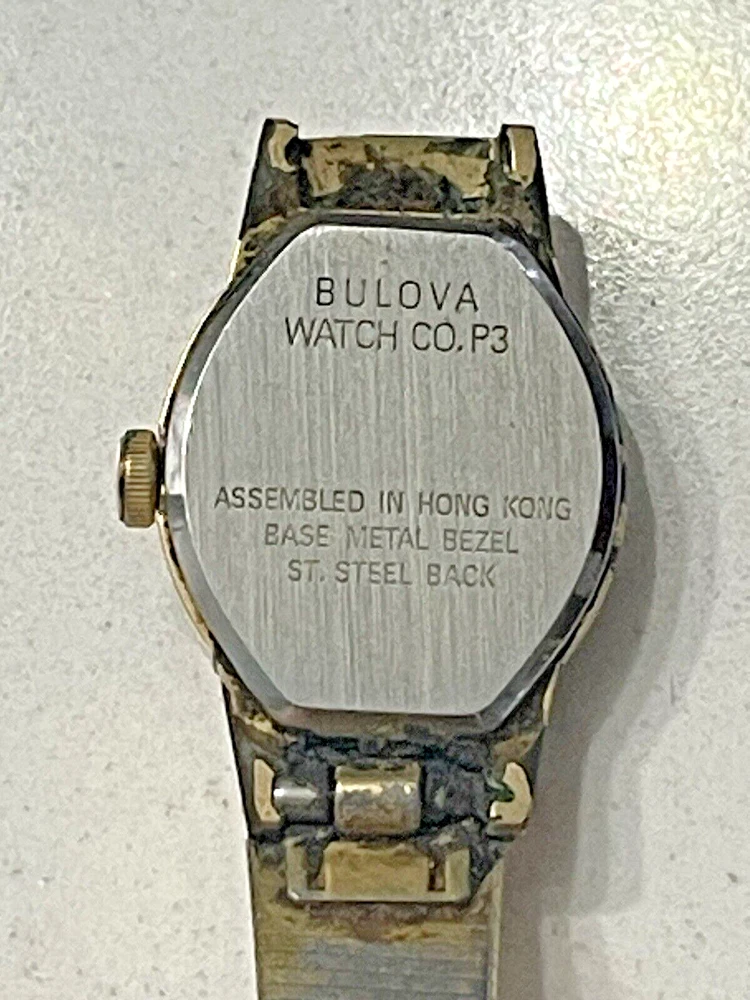 BULOVA
WATCH CO. P3
ASSEMBLED IN HONG KONG
BASE METAL BEZEL
ST. STEEL BACK